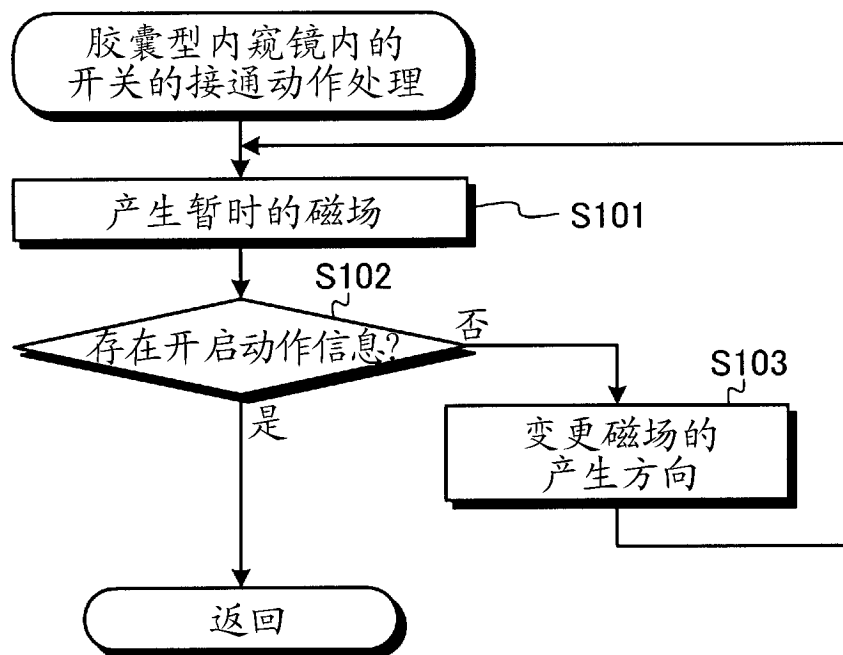 胶囊型内窥镜内的
开关的接通动作处理
产生暂时的磁场
S101
S102
存在开启动作信息?
否
是
S103
变更磁场的
产生方向
返回